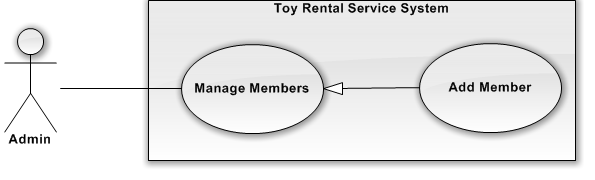 Toy Rental Service System
Manage Members
Add Member
Admin